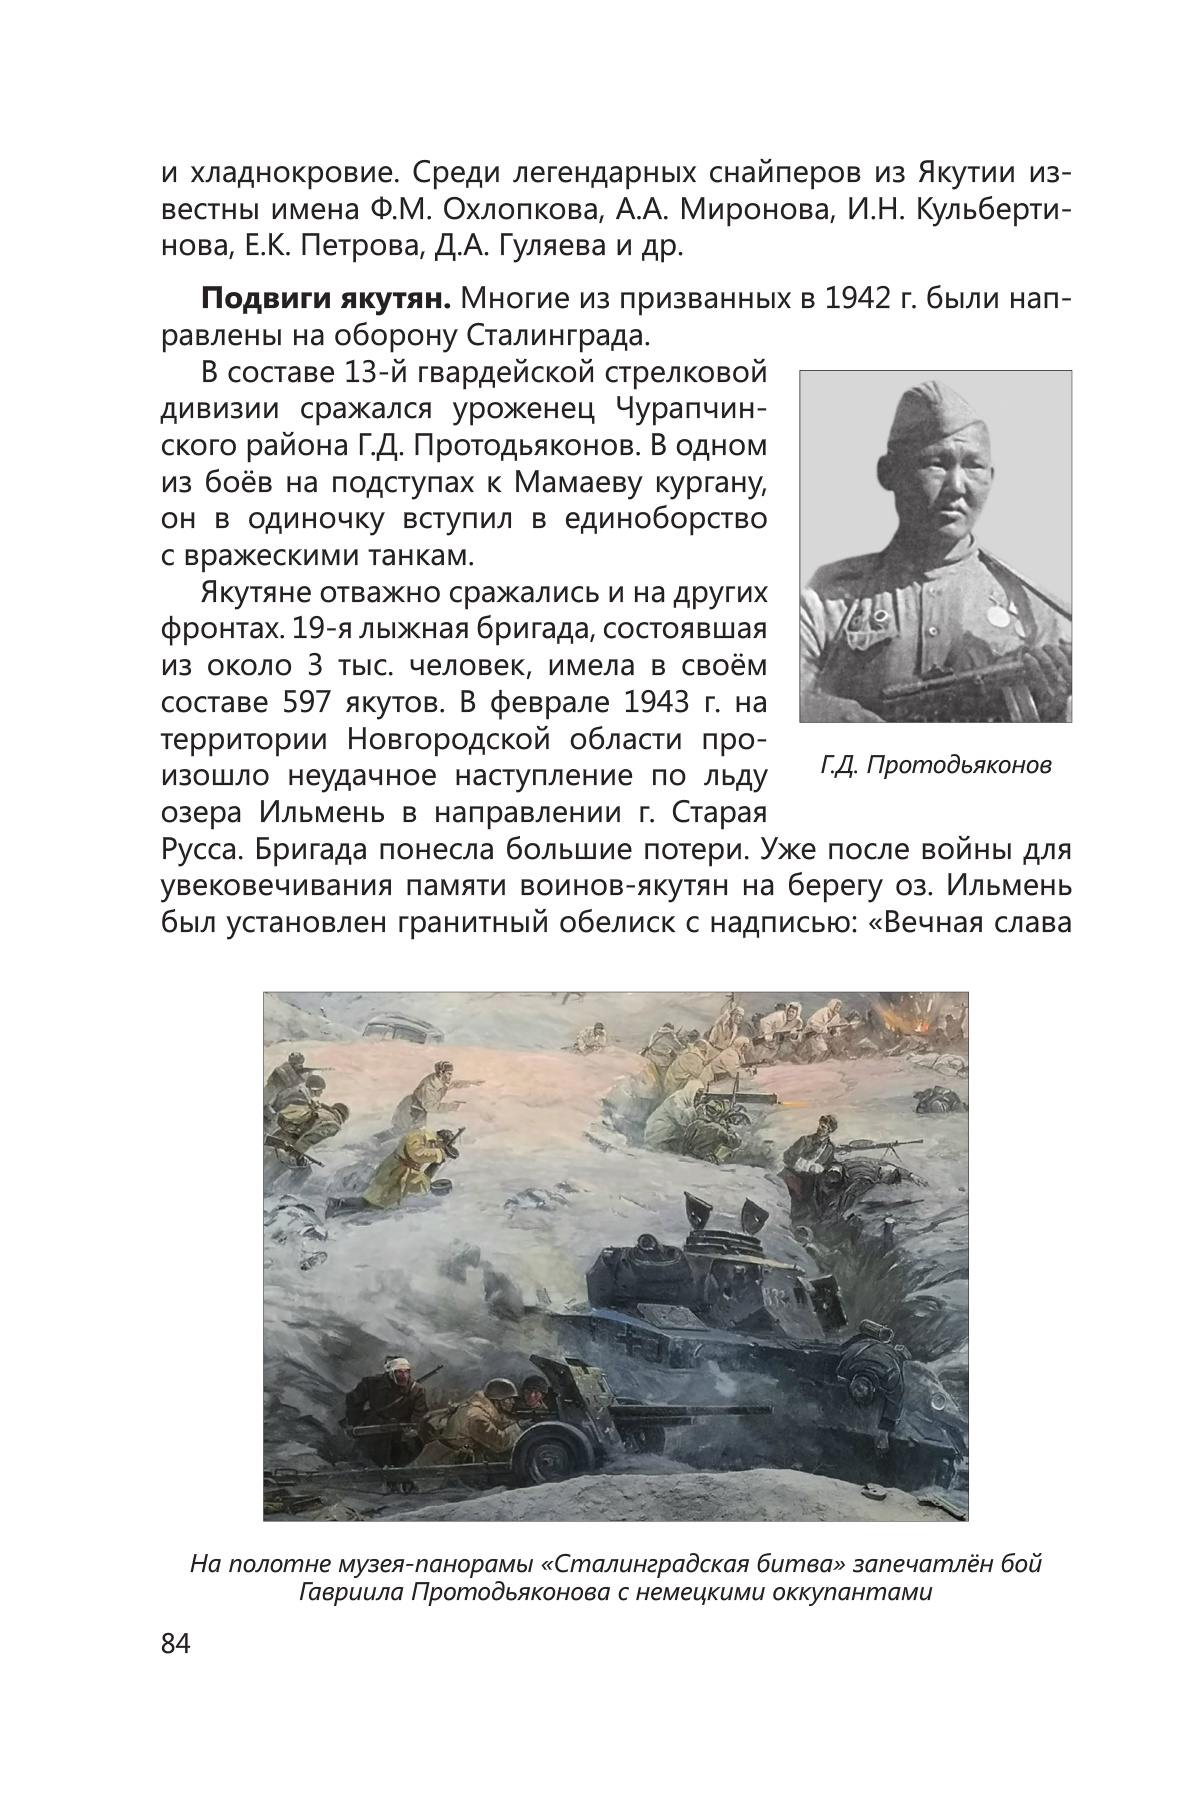 и хладнокровие. Среди легендарных снайперов из Якутии из-
вестны имена Ф.М. Охлопкова, А.А. Миронова, И.Н. Кульберти-
нова, Е.К. Петрова, Д.А. Гуляева и др.
Подвиги якутян. Многие из призванных в 1942 г. были нап-
равлены на оборону Сталинграда.
В составе 13-й гвардейской стрелковой
дивизии сражался уроженец Чурапчин-
ского района Г.Д. Протодьяконов. В одном
из боёв на подступах к Мамаеву кургану,
он в одиночку вступил в единоборство
с вражескими танкам.
Якутяне отважно сражались и на других
фронтах. 19-я лыжная бригада, состоявшая
из около 3 тыс. человек, имела в своём
составе 597 якутов. В феврале 1943 г. на
территории Новгородской области про-
изошло неудачное наступление по льду
озера Ильмень в направлении г. Старая
Русса. Бригада понесла большие потери. Уже после войны для
увековечивания памяти воинов-якутян на берегу оз. Ильмень
был установлен гранитный обелиск с надписью: «Вечная слава
Г.Д. Протодьяконов
На полотне музея-панорамы «Сталинградская битва» запечатлён бой
Гавриила Протодьяконова с немецкими оккупантами
84